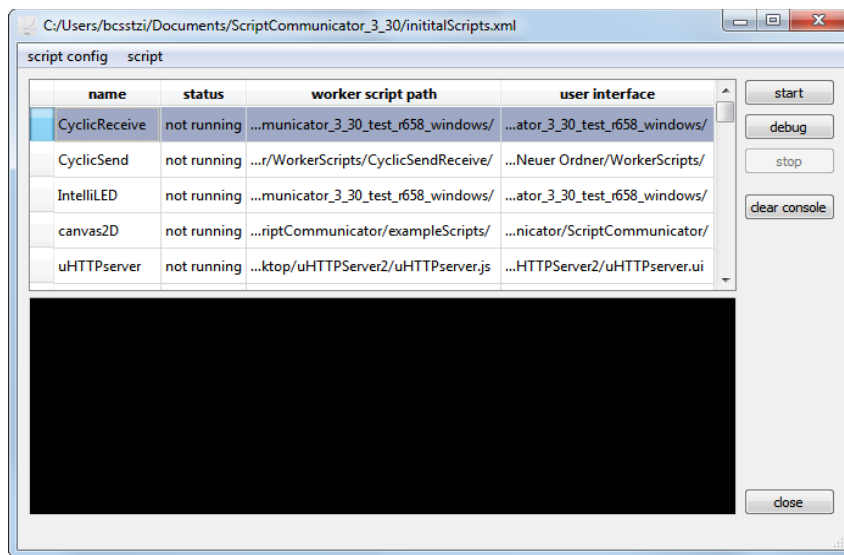 C:/Users/bcsstzi/Documents/ScriptCommunicator_3_30/inititalScripts.xml
script config script
name status worker script path user interface
CyclicReceive not running ...municator_3_30_test_r658_windows/ ...ator_3_30_test_r658_windows/
CyclicSend not running ...r/WorkerScripts/CyclicSendReceive/ ...Neuer Ordner/WorkerScripts/
IntelliLED not running ...municator_3_30_test_r658_windows/ ...ator_3_30_test_r658_windows/
canvas2D not running ...riptCommunicator/exampleScripts/ ...nicator/ScriptCommunicator/
uHTTPserver not running ...ktop/uHTTPServer2/uHTTPserver.js ...HTTPServer2/uHTTPserver.ui
start
debug
stop
clear console
close